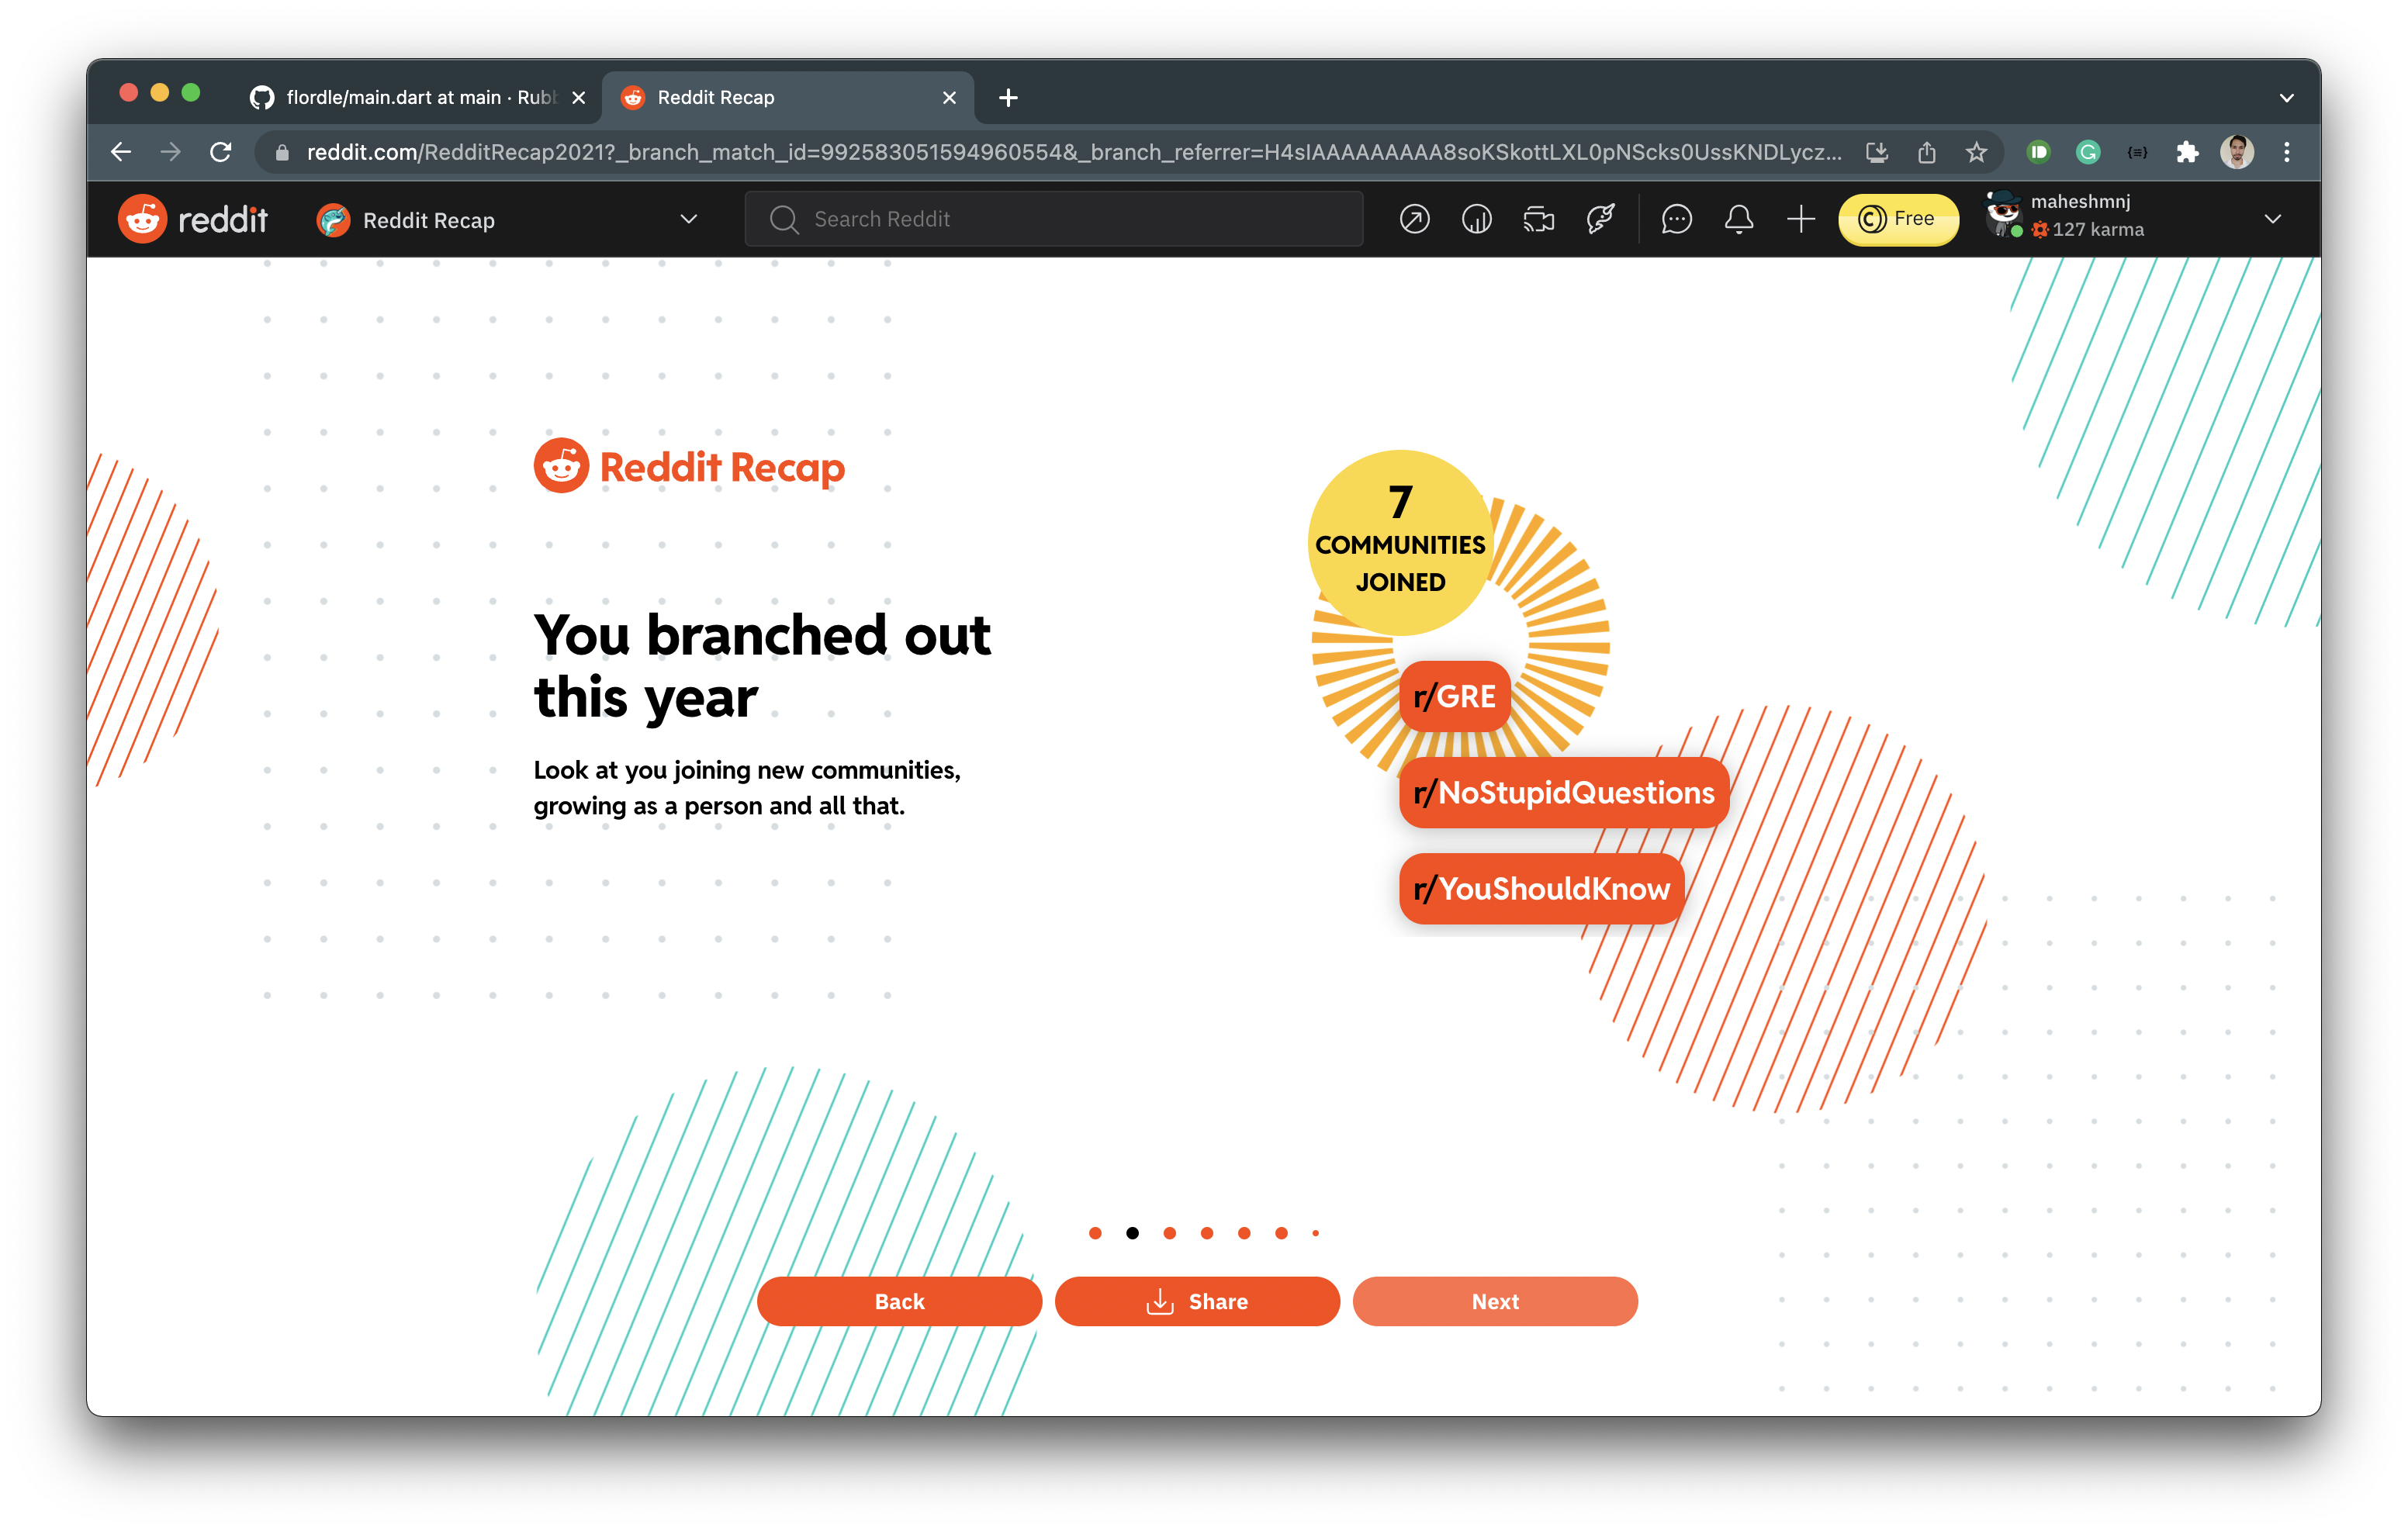 flordle/main.dart at main · Rub
Reddit Recap
reddit.com/RedditRecap2021?_branch_match_id=992583051594960554&_branch_referrer=H4sIAAAAAAAAA8soKSkottLXL0pNScks0UssKNDLycz...
reddit
Reddit Recap
Search Reddit
Free
maheshmnj
127 karma
Reddit Recap
7
COMMUNITIES
JOINED
You branched out
this year
Look at you joining new communities,
growing as a person and all that.
r/GRE
r/NoStupidQuestions
r/YouShouldKnow
Back
Share
Next